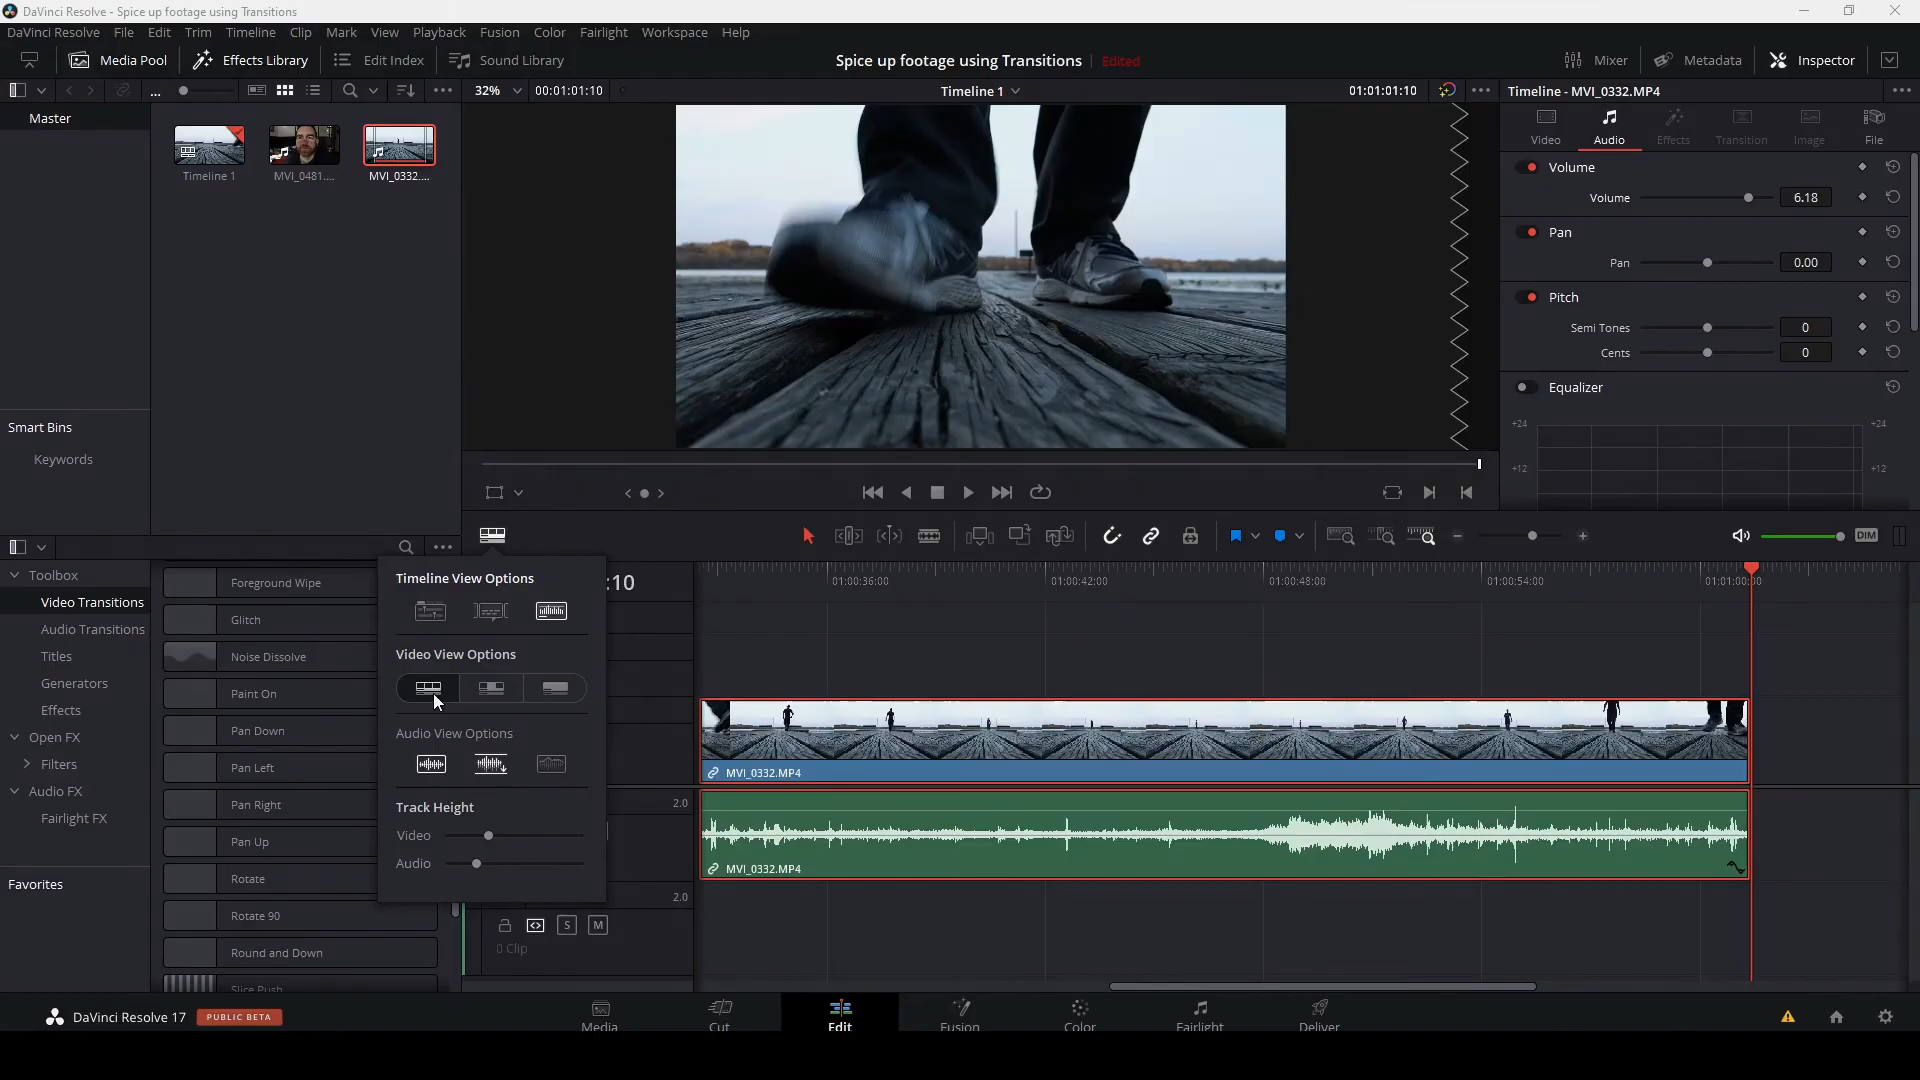 DaVinci Resolve - Spice up footage using Transitions
DaVinci Resolve File Edit Trim Timeline Clip Mark View Playback Fusion Color Fairlight Workspace Help
Media Pool Effects Library Edit Index Sound Library Spice up footage using Transitions Edited Mixer Metadata Inspector
... 32% 00:01:01:10 Timeline 1 01:01:01:10 Timeline - MVI_0332.MP4
Master
Timeline 1 MVI_0481.... MVI_0332....
Video Audio Effects Transition Image File
Volume
Volume 6.18
Pan
Pan 0.00
Pitch
Semi Tones 0
Cents 0
Equalizer
+24 +24
+12 +12
Smart Bins
Keywords
DIM
Toolbox
Video Transitions
Audio Transitions
Titles
Generators
Effects
Open FX
Filters
Audio FX
Fairlight FX
Favorites
Foreground Wipe
Glitch
Noise Dissolve
Paint On
Pan Down
Pan Left
Pan Right
Pan Up
Rotate
Rotate 90
Round and Down
Slice Push
Timeline View Options
Video View Options
Audio View Options
Track Height
Video
Audio
:10
01:00:36:00 01:00:42:00 01:00:48:00 01:00:54:00 01:01:00:00
MVI_0332.MP4
2.0
MVI_0332.MP4
2.0
S M
0 Clip
DaVinci Resolve 17 PUBLIC BETA
Media Cut Edit Fusion Color Fairlight Deliver